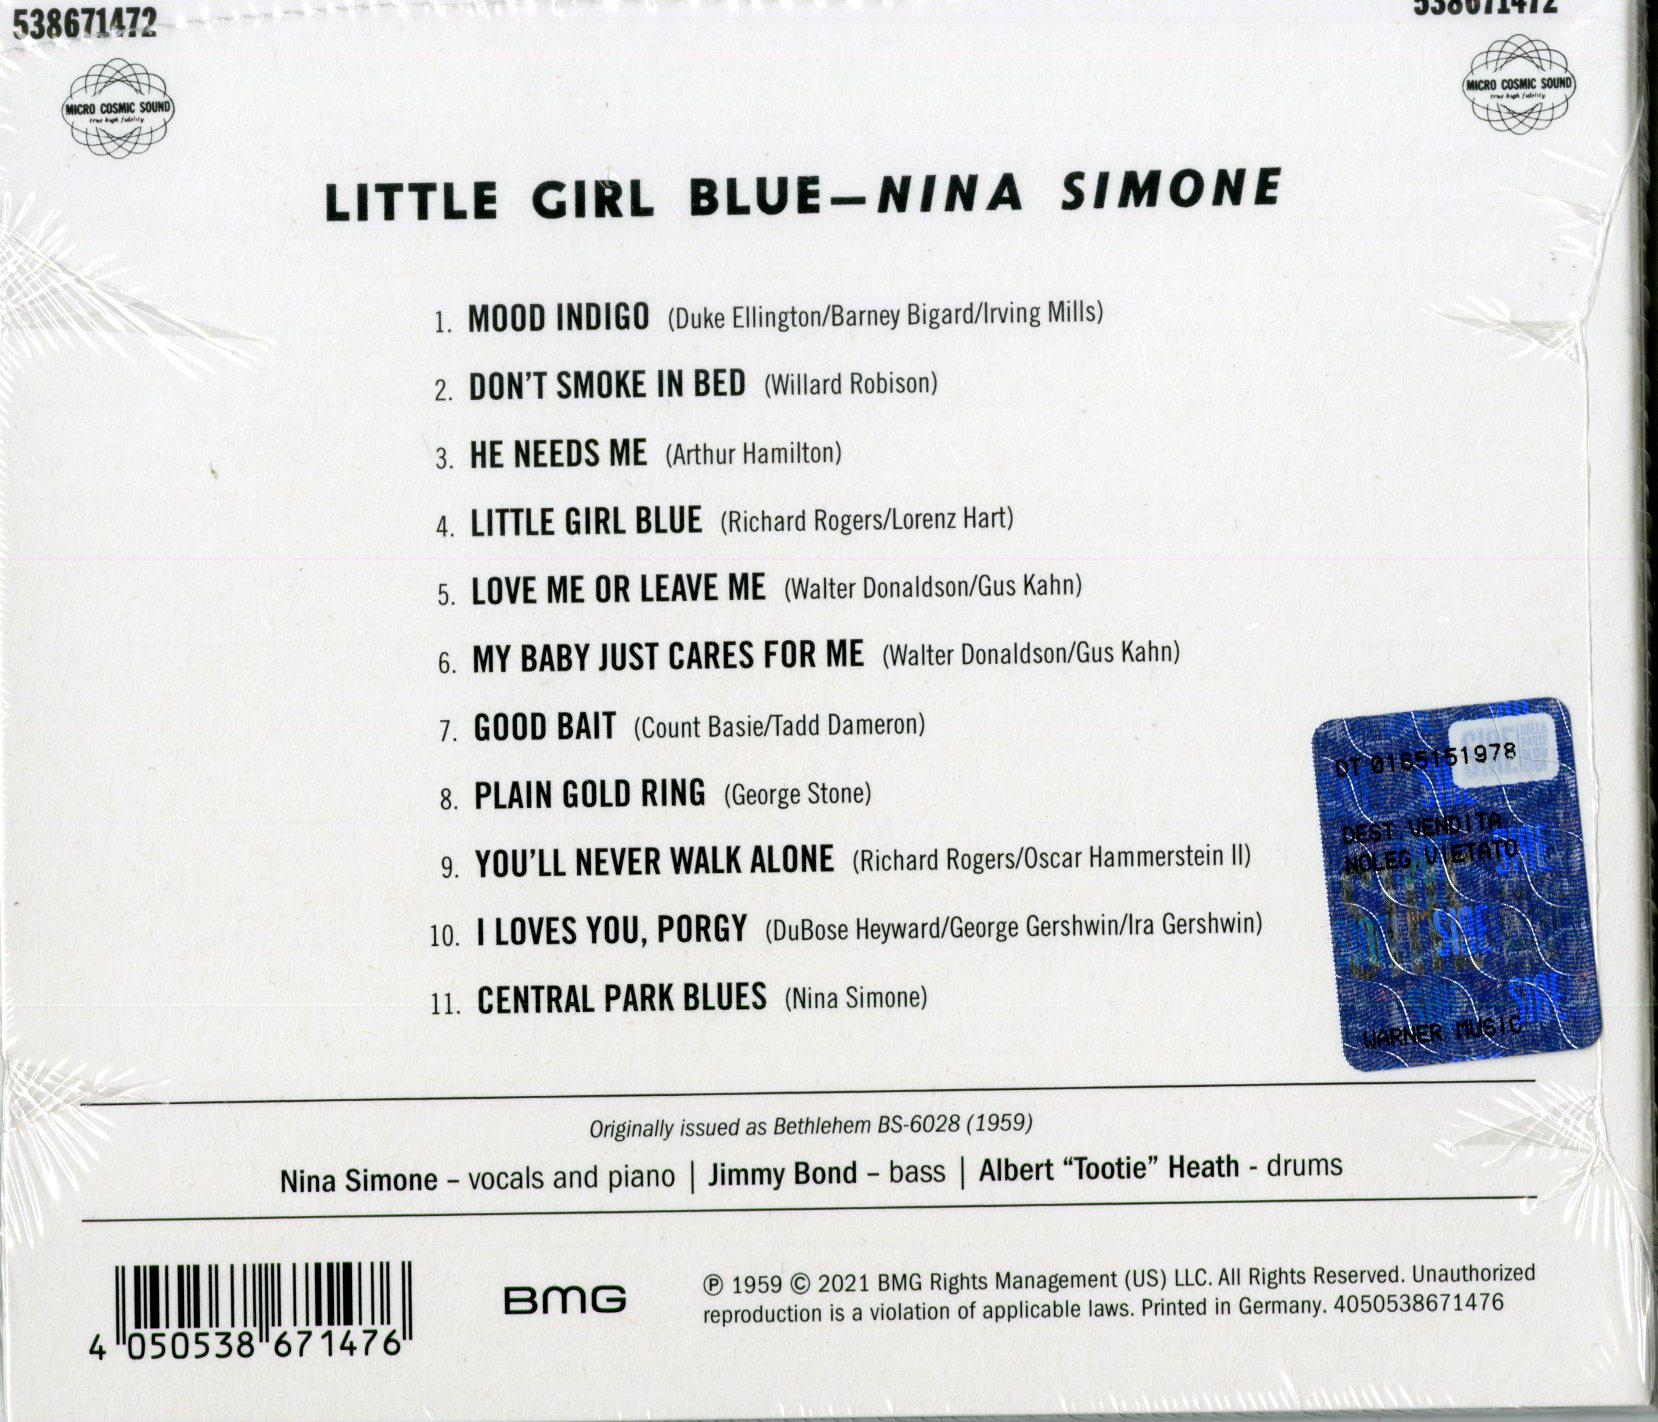 538671472
538671472
MICRO COSMIC SOUND
true high fidelity
MICRO COSMIC SOUND
true high fidelity
LITTLE GIRL BLUE—NINA SIMONE
1. MOOD INDIGO (Duke Ellington/Barney Bigard/Irving Mills)
2. DON'T SMOKE IN BED (Willard Robison)
3. HE NEEDS ME (Arthur Hamilton)
4. LITTLE GIRL BLUE (Richard Rogers/Lorenz Hart)
5. LOVE ME OR LEAVE ME (Walter Donaldson/Gus Kahn)
6. MY BABY JUST CARES FOR ME (Walter Donaldson/Gus Kahn)
7. GOOD BAIT (Count Basie/Tadd Dameron)
8. PLAIN GOLD RING (George Stone)
9. YOU'LL NEVER WALK ALONE (Richard Rogers/Oscar Hammerstein II)
10. I LOVES YOU, PORGY (DuBose Heyward/George Gershwin/Ira Gershwin)
11. CENTRAL PARK BLUES (Nina Simone)
DT 0165151978
DEST.VENDITA
NOLEG.VIETATO
SIAE
WARNER MUSIC
Originally issued as Bethlehem BS-6028 (1959)
Nina Simone – vocals and piano | Jimmy Bond – bass | Albert “Tootie” Heath - drums
4 050538 671476
BMG
℗ 1959 © 2021 BMG Rights Management (US) LLC. All Rights Reserved. Unauthorized
reproduction is a violation of applicable laws. Printed in Germany. 4050538671476